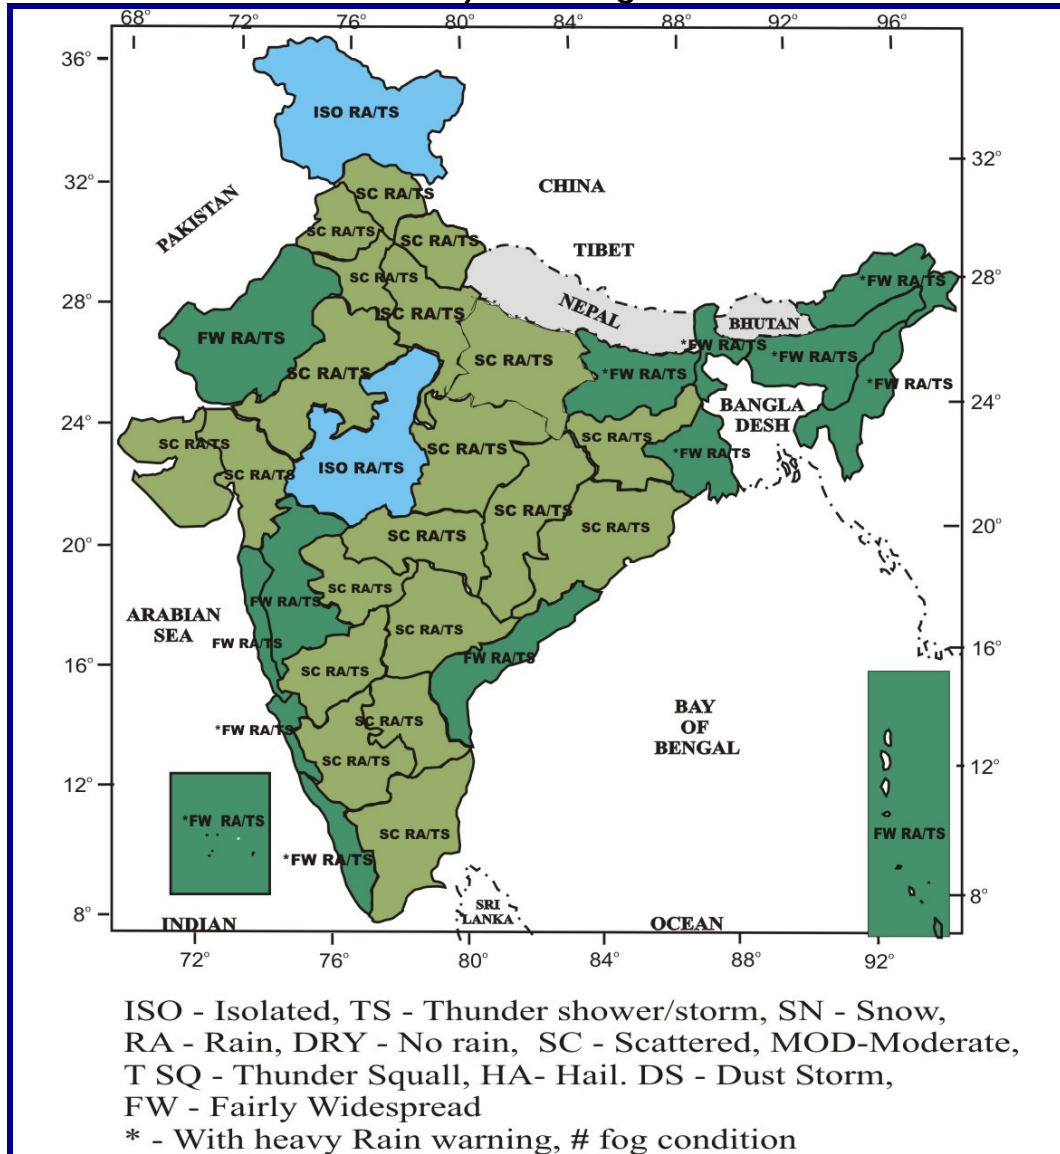 68° 72° 76° 80° 84° 88° 92° 96°
36°
ISO RA/TS
32°
32°
SC RA/TS
CHINA
PAKISTAN
SC RA/TS
SC RA/TS
TIBET
SC RA/TS
*FW RA/TS
28°
28°
NEPAL
SC RA/TS
BHUTAN
FW RA/TS
*FW RA/TS
*FW RA/TS
SC RA/TS
SC RA/TS
*FW RA/TS
*FW RA/TS
24°
24°
BANGLA
DESH
SC RA/TS
SC RA/TS
SC RA/TS
*FW RA/TS
ISO RA/TS
SC RA/TS
SC RA/TS
SC RA/TS
20°
20°
SC RA/TS
SC RA/TS
FW RA/TS
ARABIAN
SEA
SC RA/TS
FW RA/TS
16°
16°
FW RA/TS
SC RA/TS
BAY
OF
BENGAL
SC RA/TS
*FW RA/TS
SC RA/TS
12°
12°
*FW RA/TS
SC RA/TS
FW RA/TS
*FW RA/TS
8°
8°
SRI
LANKA
INDIAN
OCEAN
72° 76° 80° 84° 88° 92°
ISO - Isolated, TS - Thunder shower/storm, SN - Snow,
RA - Rain, DRY - No rain, SC - Scattered, MOD-Moderate,
T SQ - Thunder Squall, HA- Hail. DS - Dust Storm,
FW - Fairly Widespread
* - With heavy Rain warning, # fog condition